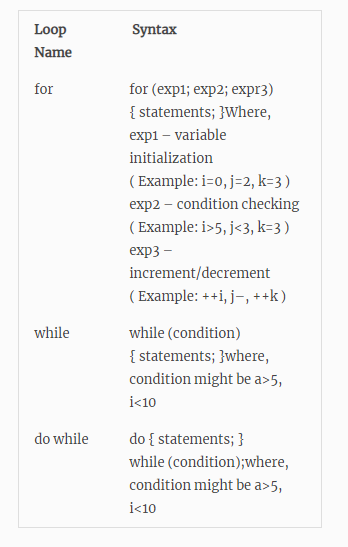 Loop Name Syntax
for for (exp1; exp2; expr3)
{ statements; }Where,
exp1 – variable
initialization
( Example: i=0, j=2, k=3 )
exp2 – condition checking
( Example: i>5, j<3, k=3 )
exp3 –
increment/decrement
( Example: ++i, j–, ++k )
while while (condition)
{ statements; }where,
condition might be a>5,
i<10
do while do { statements; }
while (condition);where,
condition might be a>5,
i<10